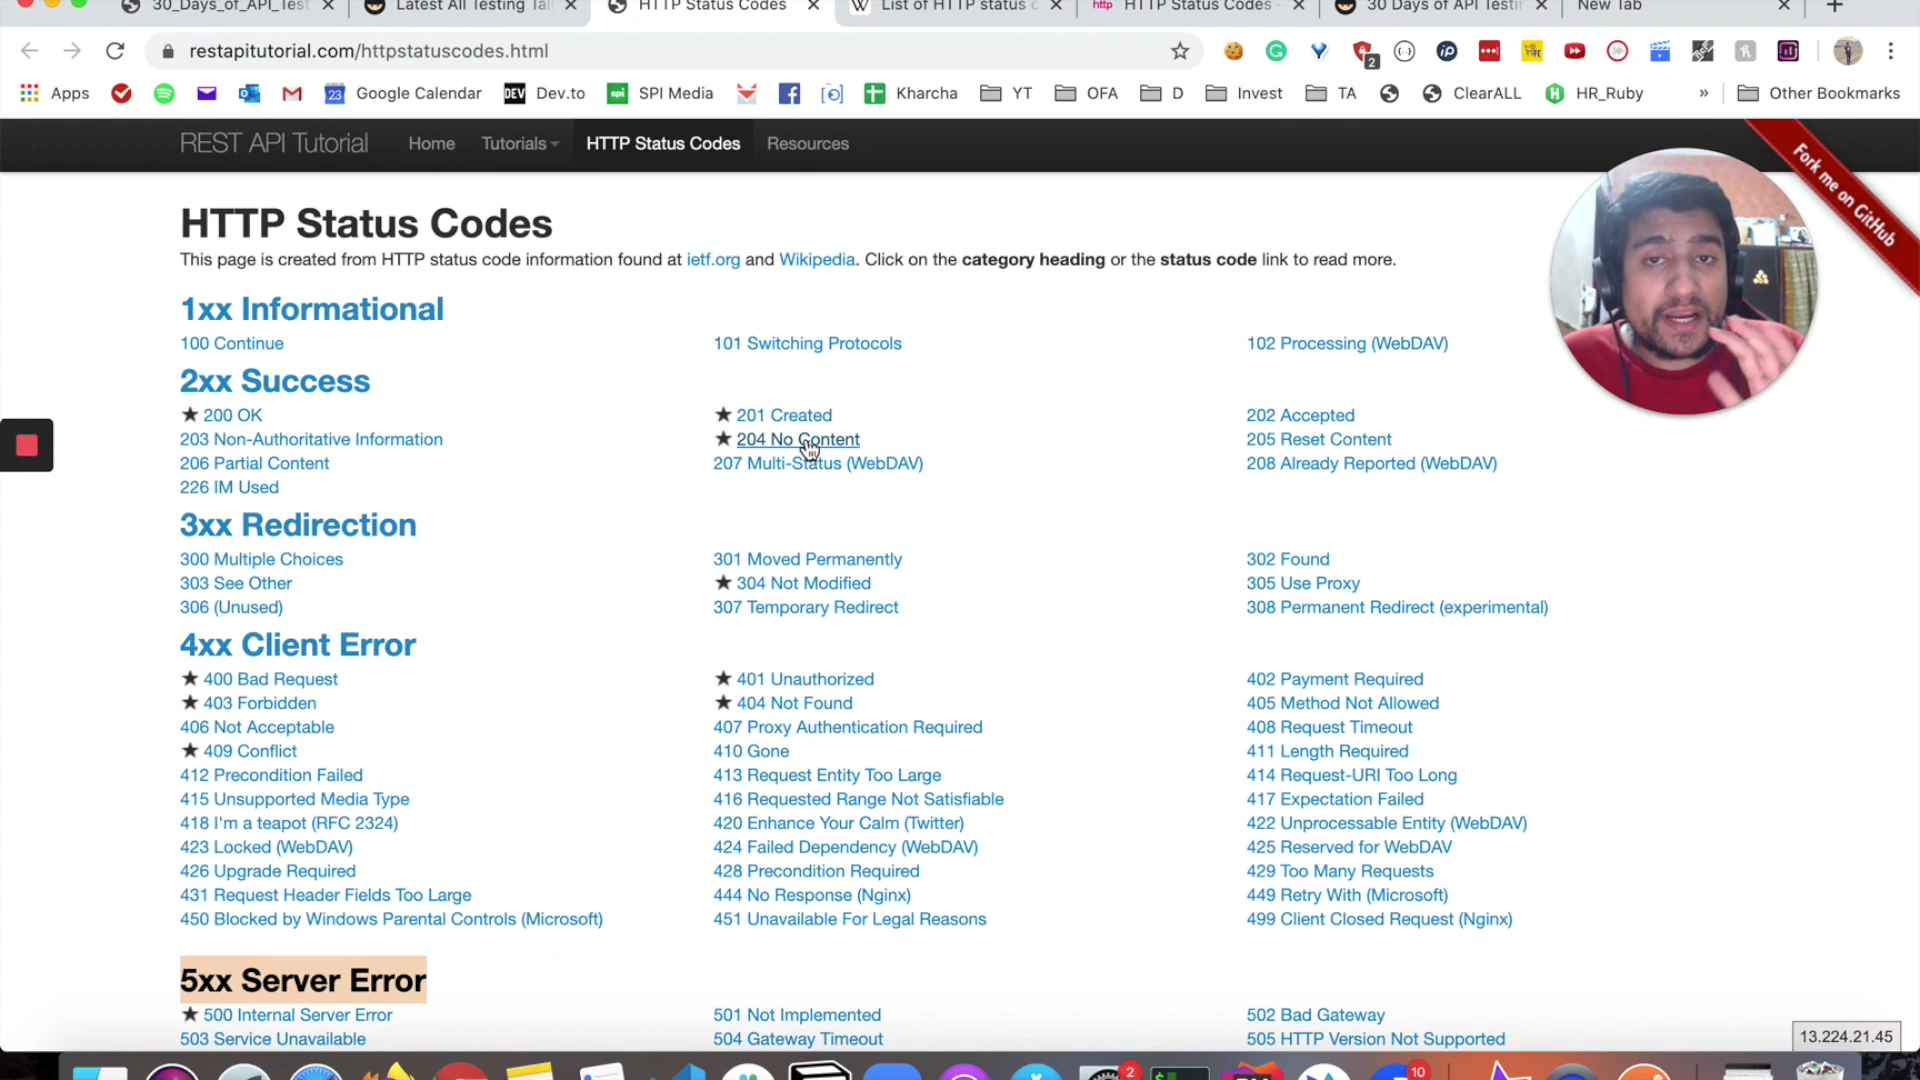 30_Days_of_API_Test
Latest All Testing Tal
HTTP Status Codes
List of HTTP status c
http HTTP Status Codes -
30 Days of API Testin
New Tab
restapitutorial.com/httpstatuscodes.html
2
Apps
23 Google Calendar
DEV Dev.to
spi SPI Media
Kharcha
YT
OFA
D
Invest
TA
ClearALL
HR_Ruby
»
Other Bookmarks
REST API Tutorial
Home
Tutorials
HTTP Status Codes
Resources
Fork me on GitHub
HTTP Status Codes
This page is created from HTTP status code information found at ietf.org and Wikipedia. Click on the category heading or the status code link to read more.
1xx Informational
100 Continue
101 Switching Protocols
102 Processing (WebDAV)
2xx Success
★ 200 OK
★ 201 Created
202 Accepted
203 Non-Authoritative Information
★ 204 No Content
205 Reset Content
206 Partial Content
207 Multi-Status (WebDAV)
208 Already Reported (WebDAV)
226 IM Used
3xx Redirection
300 Multiple Choices
301 Moved Permanently
302 Found
303 See Other
★ 304 Not Modified
305 Use Proxy
306 (Unused)
307 Temporary Redirect
308 Permanent Redirect (experimental)
4xx Client Error
★ 400 Bad Request
★ 401 Unauthorized
402 Payment Required
★ 403 Forbidden
★ 404 Not Found
405 Method Not Allowed
406 Not Acceptable
407 Proxy Authentication Required
408 Request Timeout
★ 409 Conflict
410 Gone
411 Length Required
412 Precondition Failed
413 Request Entity Too Large
414 Request-URI Too Long
415 Unsupported Media Type
416 Requested Range Not Satisfiable
417 Expectation Failed
418 I'm a teapot (RFC 2324)
420 Enhance Your Calm (Twitter)
422 Unprocessable Entity (WebDAV)
423 Locked (WebDAV)
424 Failed Dependency (WebDAV)
425 Reserved for WebDAV
426 Upgrade Required
428 Precondition Required
429 Too Many Requests
431 Request Header Fields Too Large
444 No Response (Nginx)
449 Retry With (Microsoft)
450 Blocked by Windows Parental Controls (Microsoft)
451 Unavailable For Legal Reasons
499 Client Closed Request (Nginx)
5xx Server Error
★ 500 Internal Server Error
501 Not Implemented
502 Bad Gateway
503 Service Unavailable
504 Gateway Timeout
505 HTTP Version Not Supported
13.224.21.45
2
10